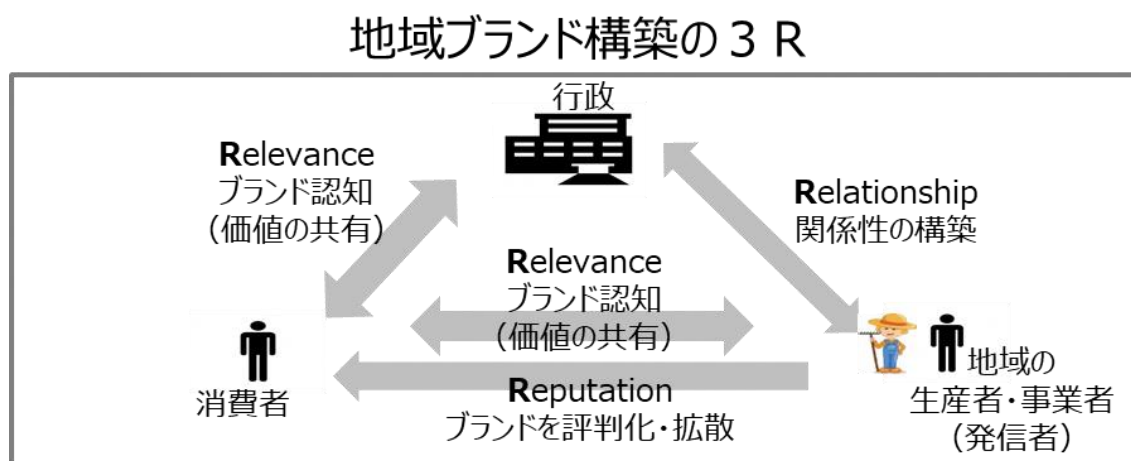 地域ブランド構築の３Ｒ
行政
Relevance
ブランド認知
(価値の共有)
Relationship
関係性の構築
Relevance
ブランド認知
(価値の共有)
消費者
Reputation
ブランドを評判化・拡散
地域の
生産者・事業者
(発信者)